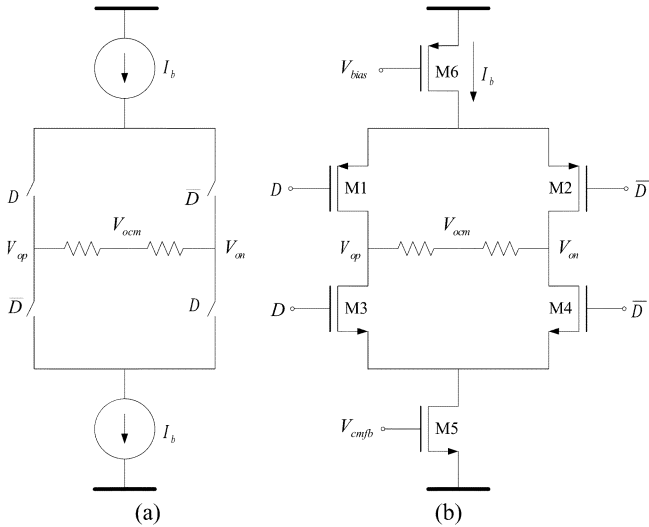 I_b
D
D̅
V_ocm
V_op
V_on
D̅
D
I_b
(a)
V_bias
M6
I_b
D
M1
M2
D̅
V_ocm
V_op
V_on
D
M3
M4
D̅
V_cmfb
M5
(b)